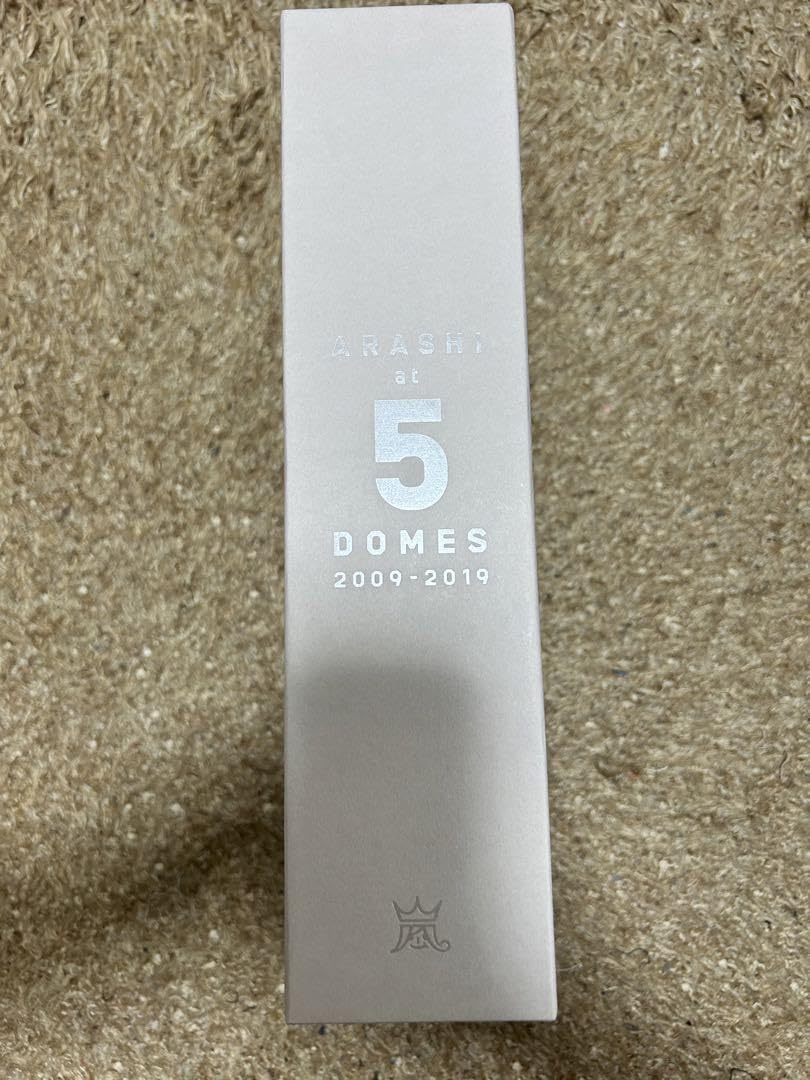 ARASHI
at
5
DOMES
2009-2019
嵐